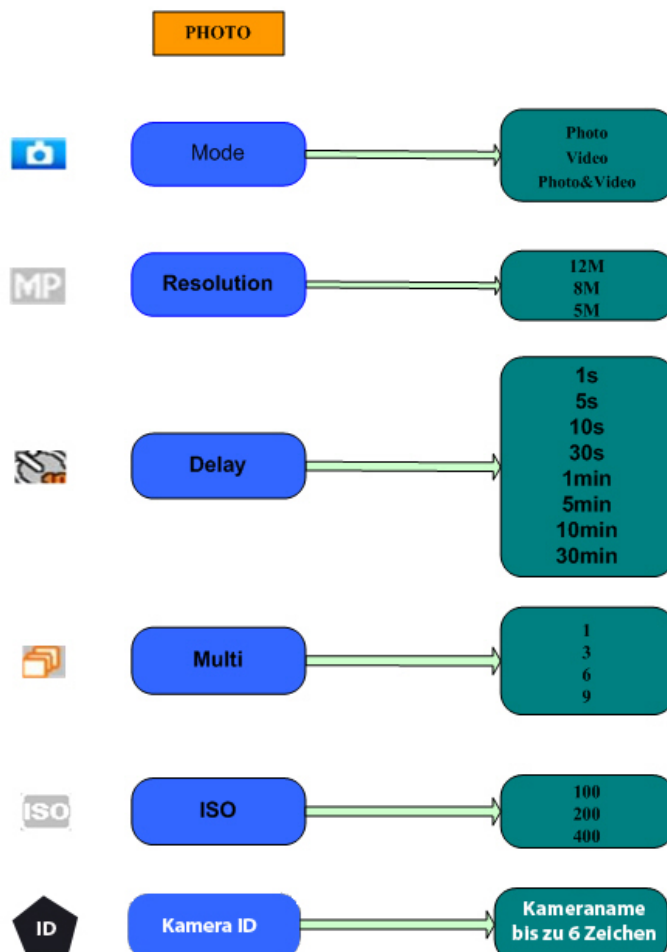 PHOTO
Mode
Photo
Video
Photo&Video
MP
Resolution
12M
8M
5M
Delay
1s
5s
10s
30s
1min
5min
10min
30min
Multi
1
3
6
9
ISO
ISO
100
200
400
ID
Kamera ID
Kameraname
bis zu 6 Zeichen